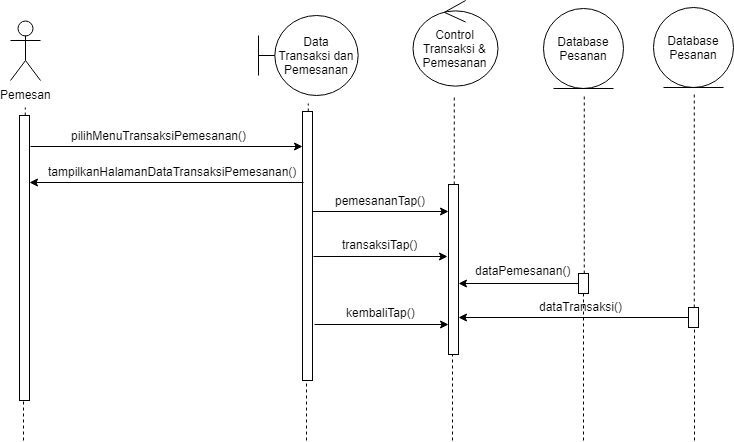 Pemesan
Data
Transaksi dan
Pemesanan
Control
Transaksi &
Pemesanan
Database
Pesanan
Database
Pesanan
pilihMenuTransaksiPemesanan()
tampilkanHalamanDataTransaksiPemesanan()
pemesananTap()
transaksiTap()
dataPemesanan()
dataTransaksi()
kembaliTap()